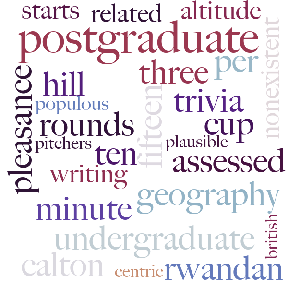 starts related altitude
postgraduate
three per
hill
populous trivia
nonexistent
pleasance
rounds fifteen cup
pitchers plausible
ten assessed
writing
geography
minute
undergraduate
british
calton
centric rwandan